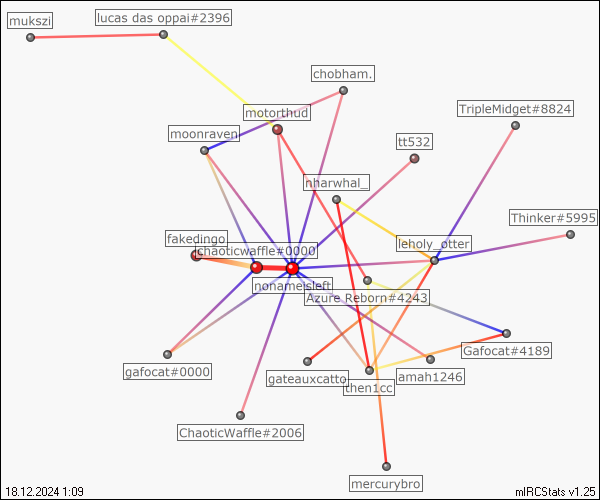 mukszi
lucas das oppai#2396
chobham.
motorthud
TripleMidget#8824
moonraven
tt532
nharwhal_
Thinker#5995
fakedingo
chaoticwaffle#0000
leholy_otter
nonameisleft
Azure Reborn#4243
Gafocat#4189
gafocat#0000
gateauxcatto
amah1246
then1cc
ChaoticWaffle#2006
mercurybro
18.12.2024 1:09
mIRCStats v1.25